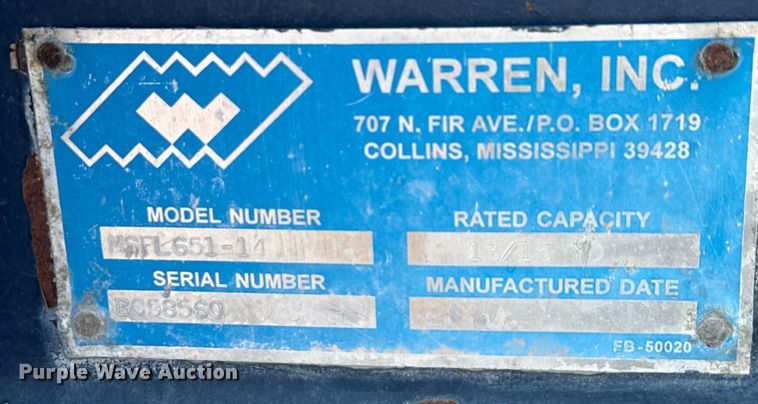 W
WARREN, INC.
707 N. FIR AVE./P.O. BOX 1719
COLLINS, MISSISSIPPI 39428
MODEL NUMBER
RATED CAPACITY
SERIAL NUMBER
MANUFACTURED DATE
FB-50020
Purple Wave Auction